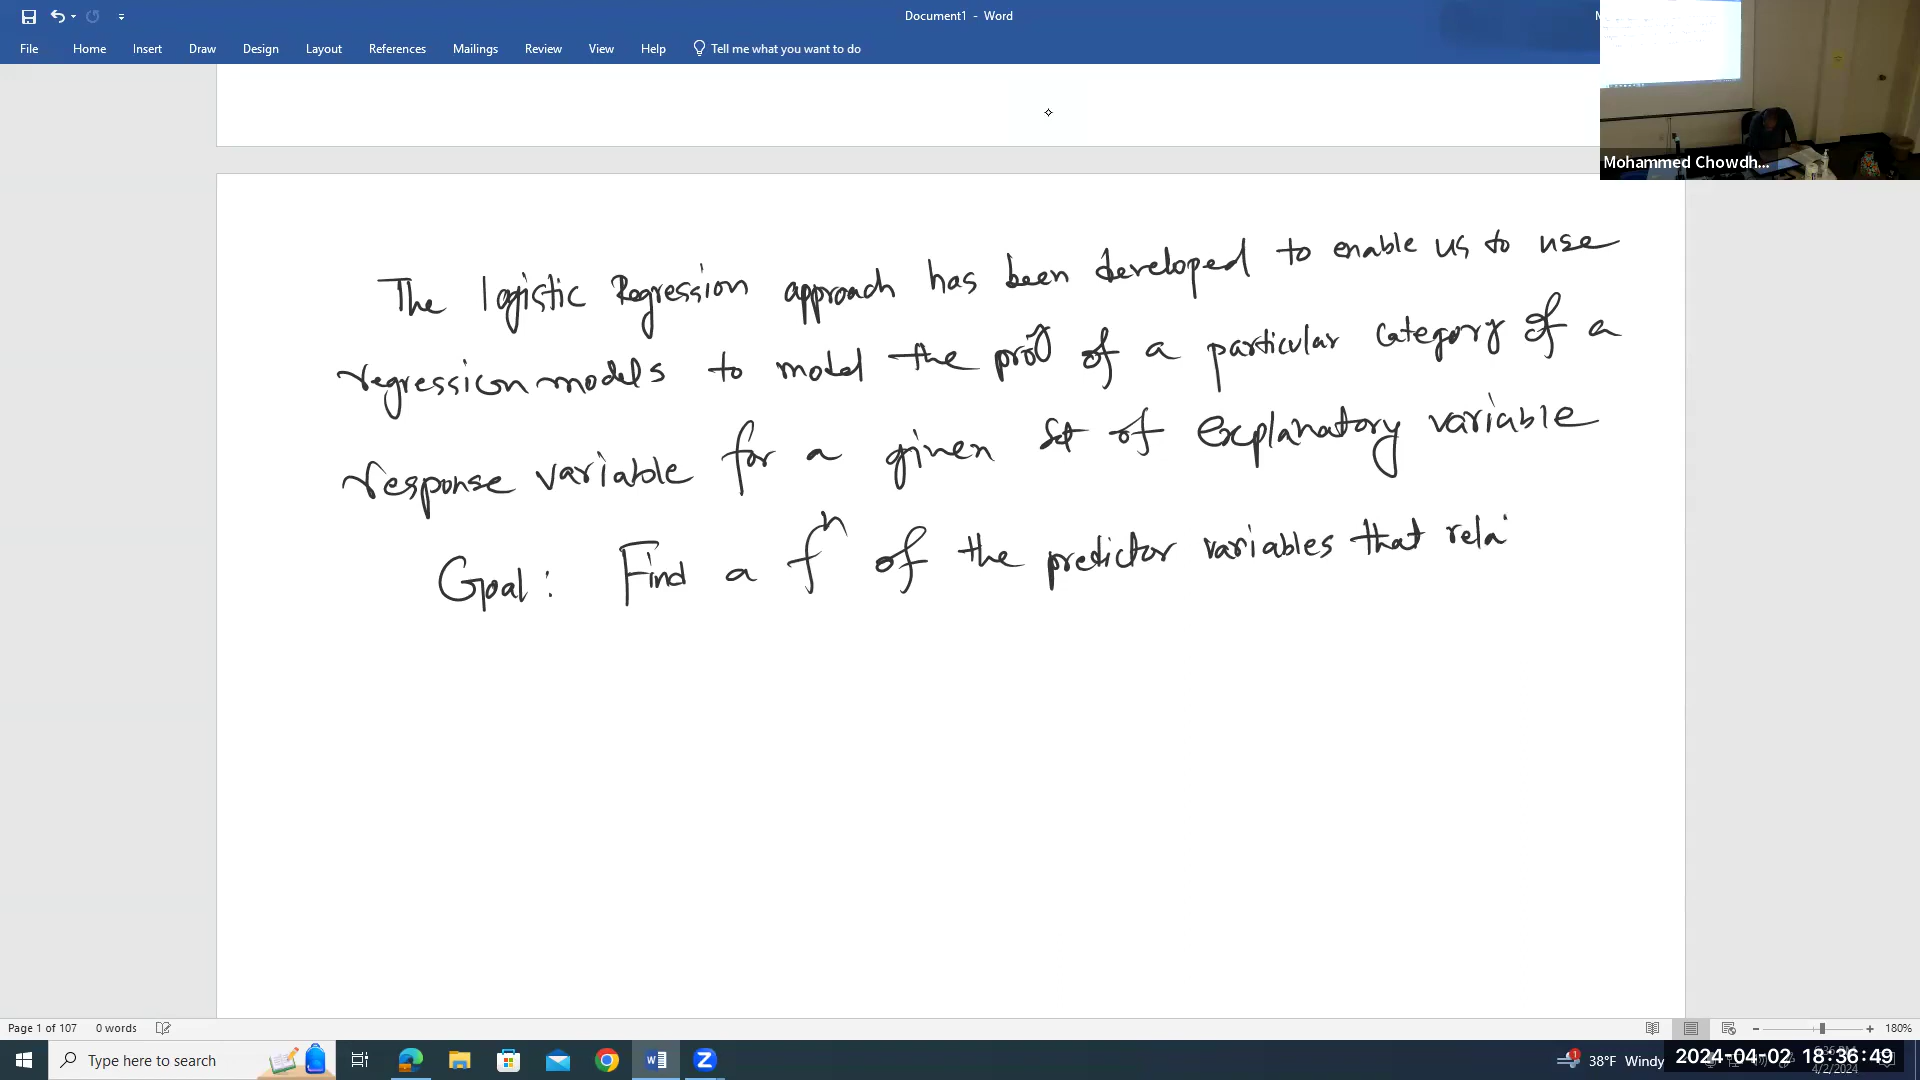 Document1 - Word
File Home Insert Draw Design Layout References Mailings Review View Help Tell me what you want to do
Mohammed Chowdh...
The logistic Regression approach has been developed to enable us to use
regression models to model the prob of a particular category of a
response variable for a given set of explanatory variable
Goal: Find a fn of the predictor variables that rela
Page 1 of 107 0 words
180%
Type here to search
1
38°F Windy
2024-04-02 18:36:49
4/2/2024